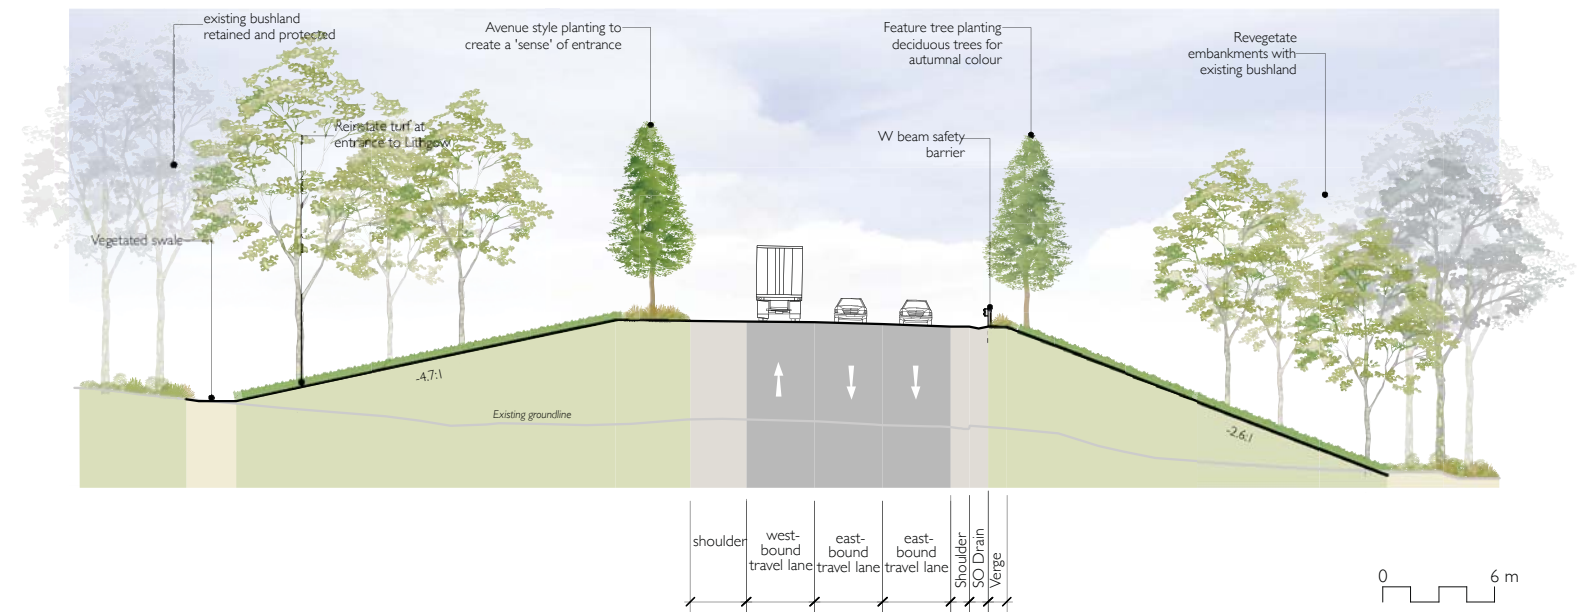 existing bushland
retained and protected
Avenue style planting to
create a 'sense' of entrance
Feature tree planting
deciduous trees for
autumnal colour
Revegetate
embankments with
existing bushland
Reinstate turf at
entrance to Lithgow
W beam safety
barrier
Vegetated swale
-4.7:1
Existing groundline
-2.6:1
shoulder
west-
bound
travel lane
east-
bound
travel lane
east-
bound
travel lane
Shoulder
SO Drain
Verge
0 6 m